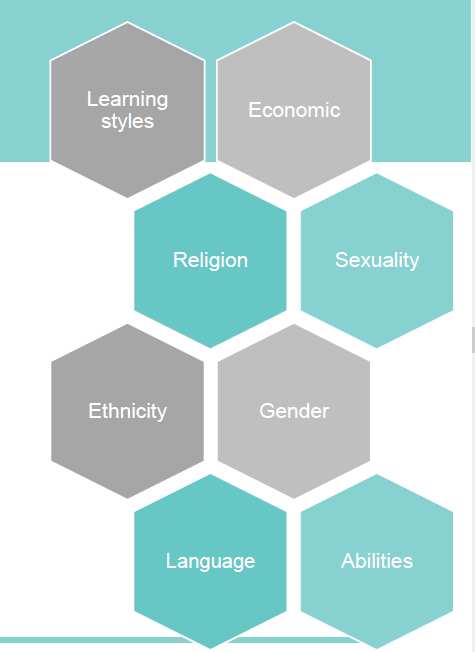 Learning
styles
Economic
Religion
Sexuality
Ethnicity
Gender
Language
Abilities